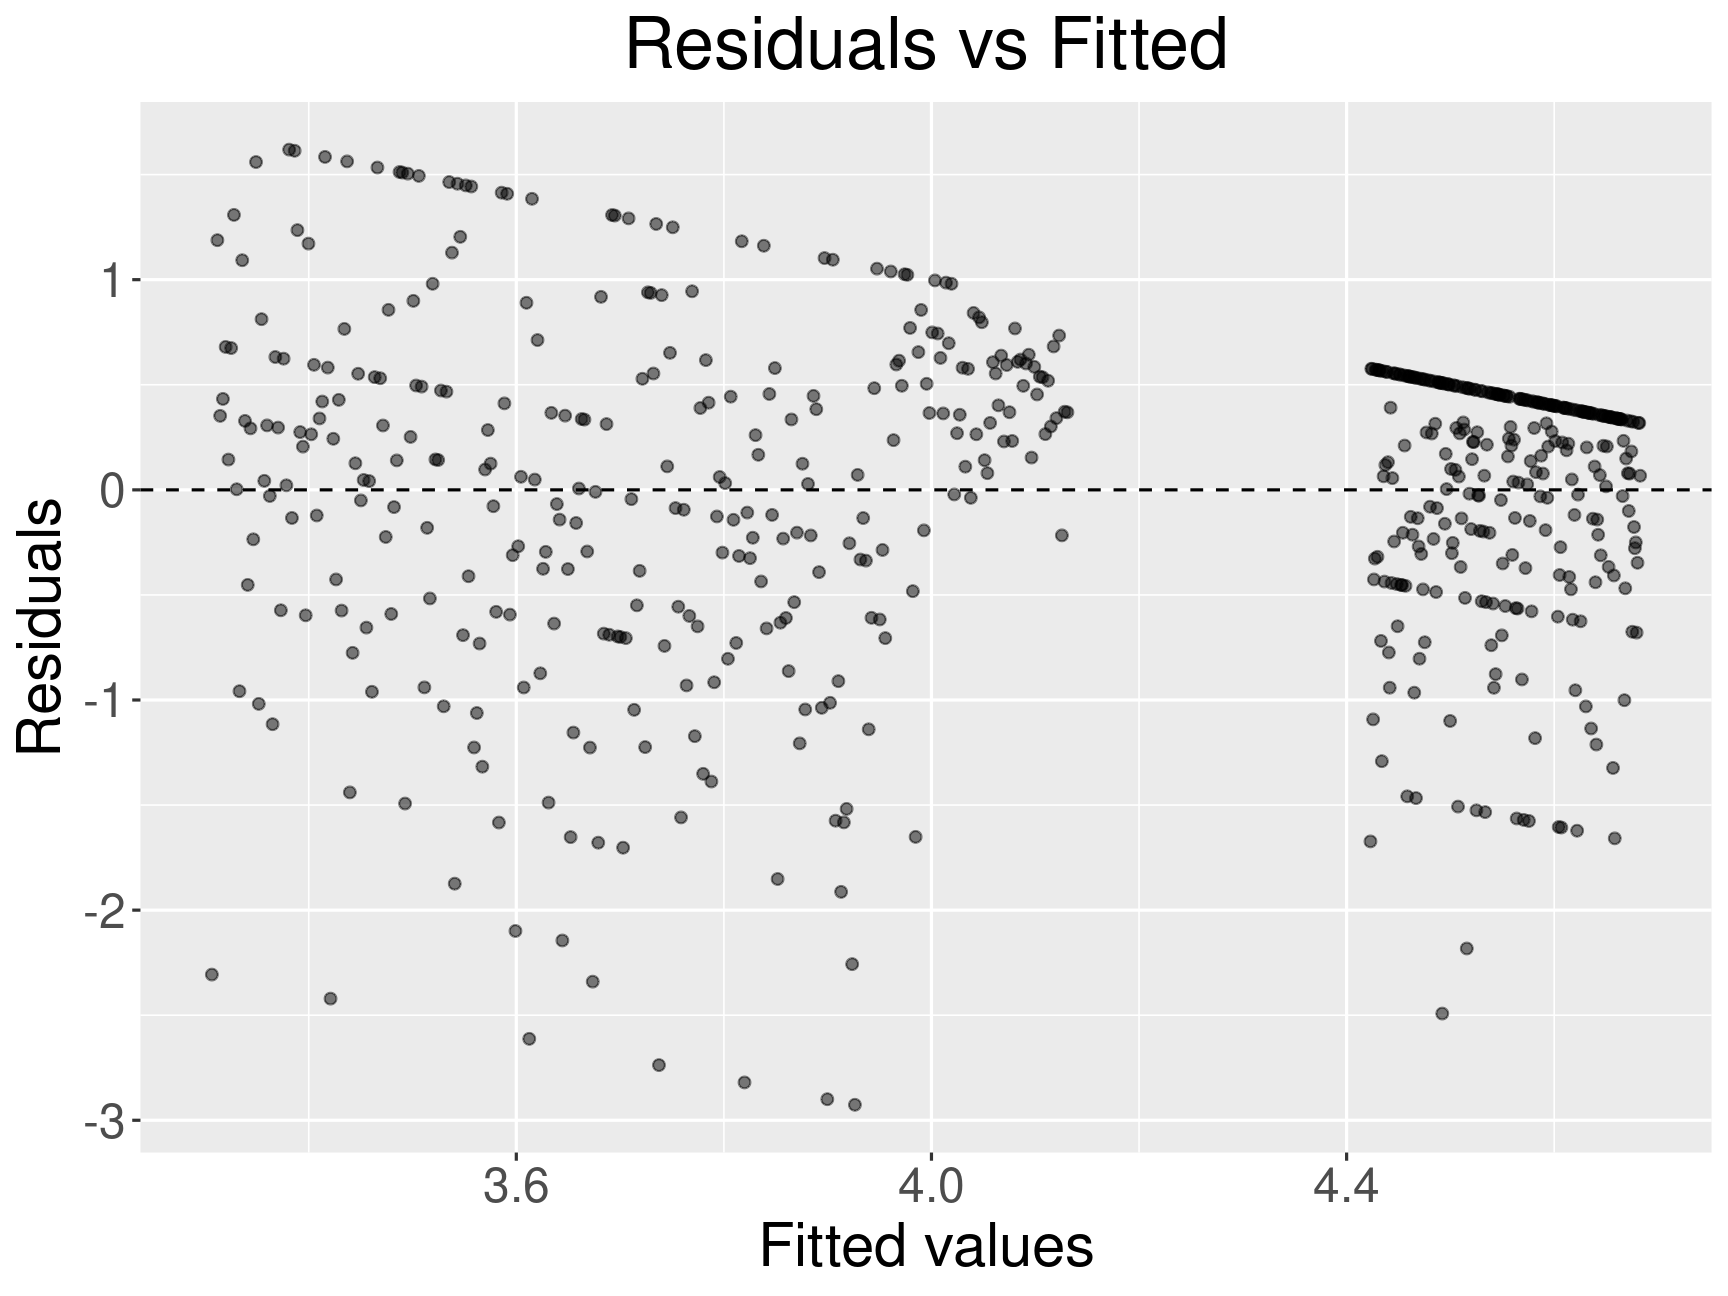 Residuals vs Fitted
Residuals
1
0
-1
-2
-3
3.6
4.0
4.4
Fitted values